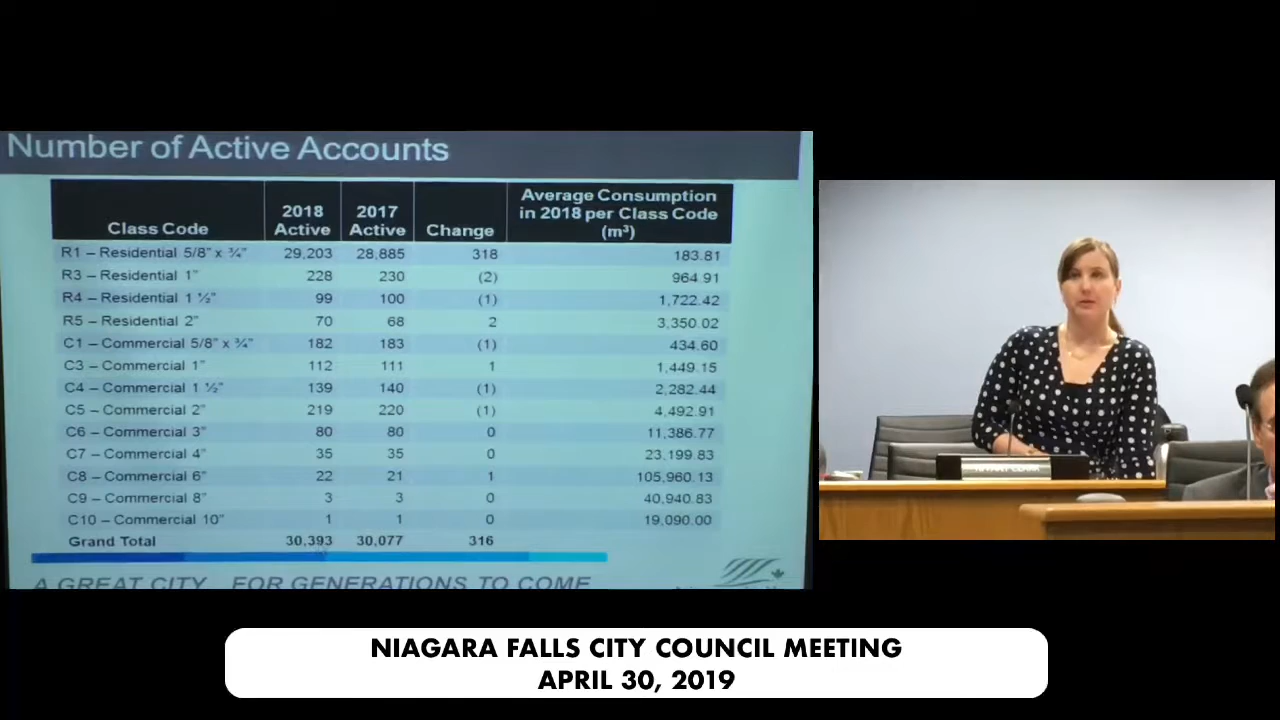 Number of Active Accounts
Class Code 2018 Active 2017 Active Change Average Consumption in 2018 per Class Code (m³)
R1 – Residential 5/8" x ¾" 29,203 28,885 318 183.81
R3 – Residential 1" 228 230 (2) 964.91
R4 – Residential 1 ½" 99 100 (1) 1,722.42
R5 – Residential 2" 70 68 2 3,350.02
C1 – Commercial 5/8" x ¾" 182 183 (1) 434.60
C3 – Commercial 1" 112 111 1 1,449.15
C4 – Commercial 1 ½" 139 140 (1) 2,282.44
C5 – Commercial 2" 219 220 (1) 4,492.91
C6 – Commercial 3" 80 80 0 11,386.77
C7 – Commercial 4" 35 35 0 23,199.83
C8 – Commercial 6" 22 21 1 105,960.13
C9 – Commercial 8" 3 3 0 40,940.83
C10 – Commercial 10" 1 1 0 19,090.00
Grand Total 30,393 30,077 316
A GREAT CITY FOR GENERATIONS TO COME
NIAGARA FALLS CITY COUNCIL MEETING
APRIL 30, 2019